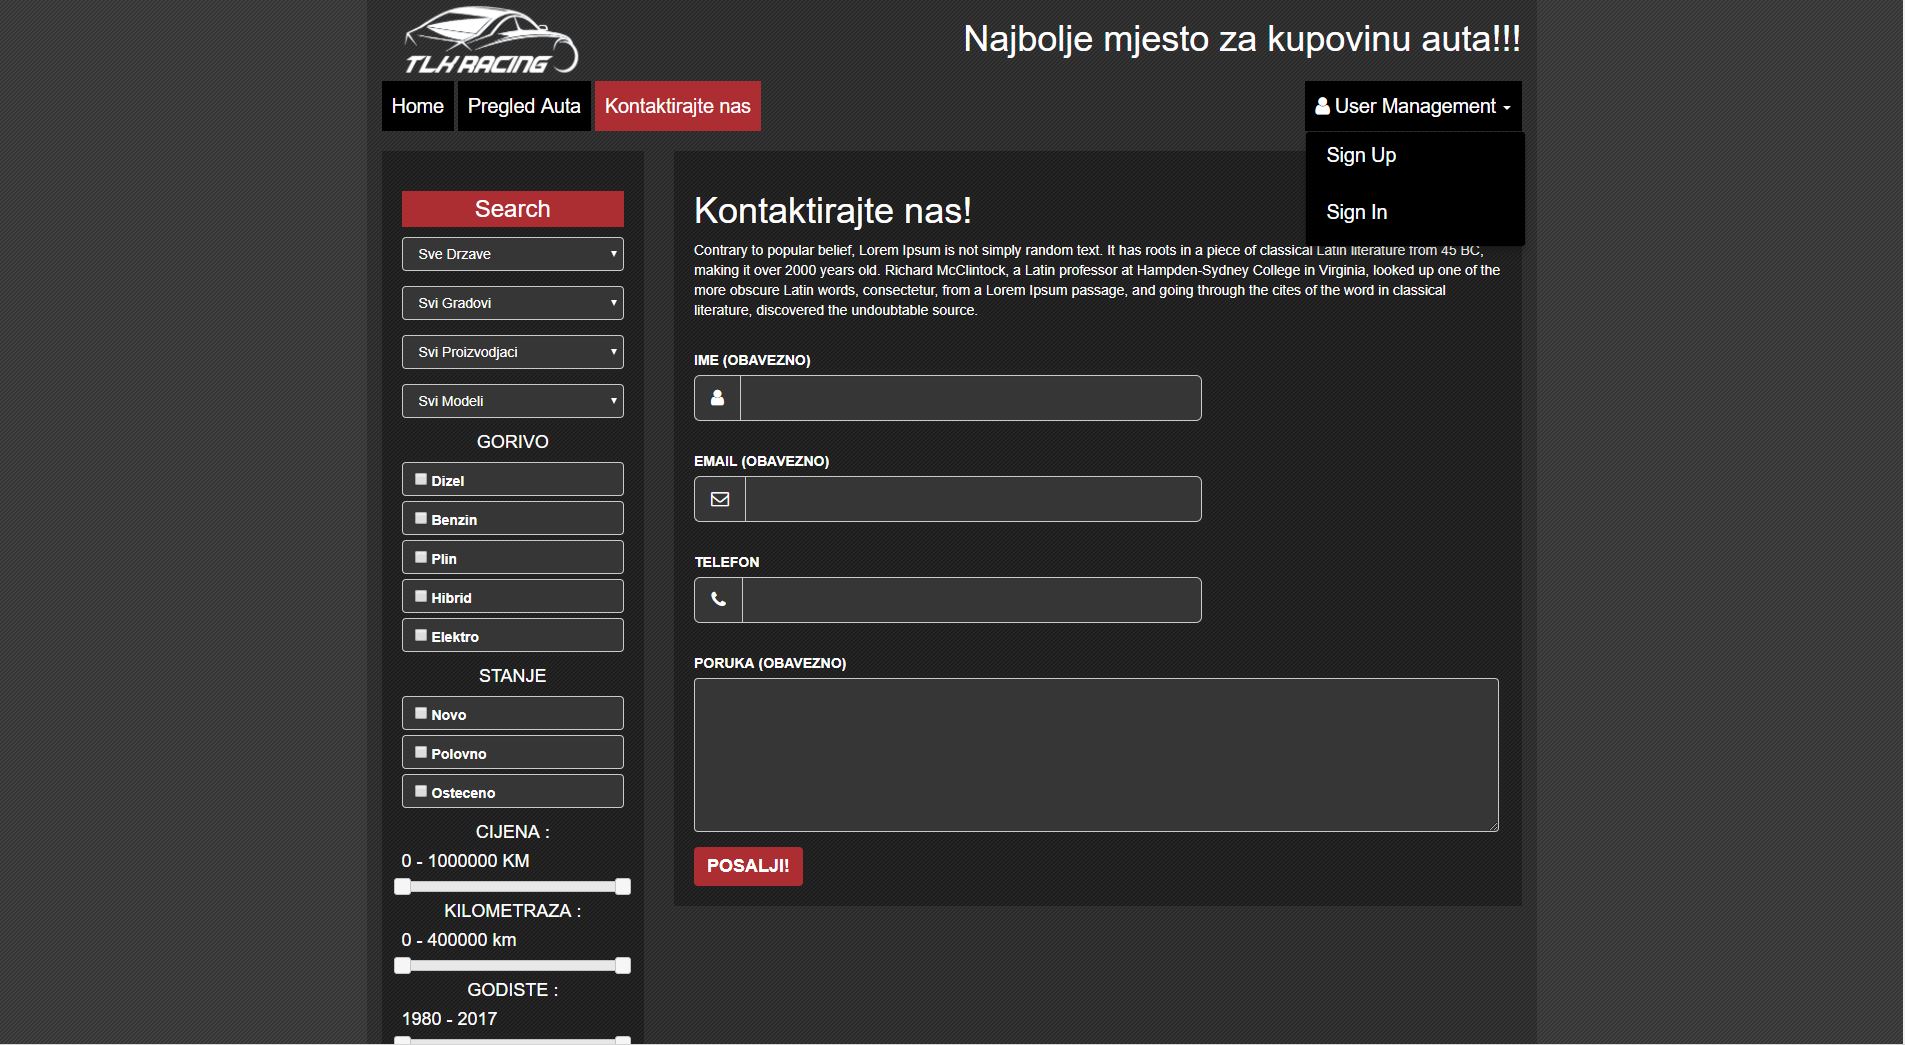 TLH RACING
Najbolje mjesto za kupovinu auta!!!
Home
Pregled Auta
Kontaktirajte nas
User Management
Sign Up
Sign In
Search
Sve Drzave
Svi Gradovi
Svi Proizvodjaci
Svi Modeli
GORIVO
Dizel
Benzin
Plin
Hibrid
Elektro
STANJE
Novo
Polovno
Osteceno
CIJENA :
0 - 1000000 KM
KILOMETRAZA :
0 - 400000 km
GODISTE :
1980 - 2017
Kontaktirajte nas!
Contrary to popular belief, Lorem Ipsum is not simply random text. It has roots in a piece of classical Latin literature from 45 BC,
making it over 2000 years old. Richard McClintock, a Latin professor at Hampden-Sydney College in Virginia, looked up one of the
more obscure Latin words, consectetur, from a Lorem Ipsum passage, and going through the cites of the word in classical
literature, discovered the undoubtable source.
IME (OBAVEZNO)
EMAIL (OBAVEZNO)
TELEFON
PORUKA (OBAVEZNO)
POSALJI!